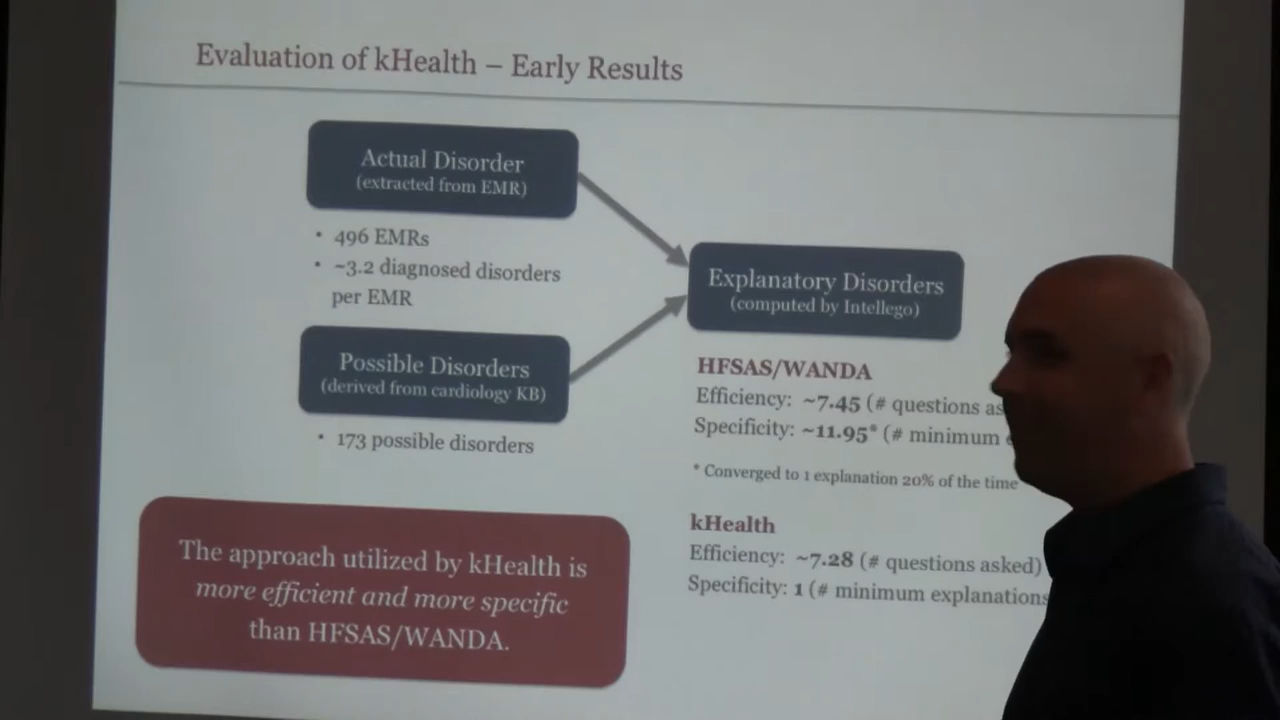 Evaluation of kHealth – Early Results
Actual Disorder
(extracted from EMR)
• 496 EMRs
• ~3.2 diagnosed disorders
per EMR
Possible Disorders
(derived from cardiology KB)
• 173 possible disorders
Explanatory Disorders
(computed by Intellego)
HFSAS/WANDA
Efficiency: ~7.45 (# questions as
Specificity: ~11.95* (# minimum
* Converged to 1 explanation 20% of the time
kHealth
Efficiency: ~7.28 (# questions asked)
Specificity: 1 (# minimum explanations
The approach utilized by kHealth is
more efficient and more specific
than HFSAS/WANDA.